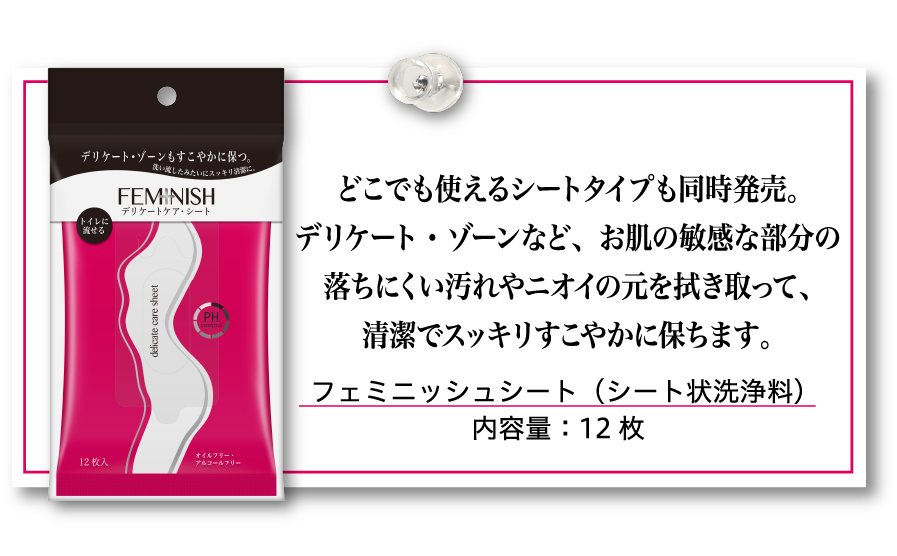 デリケート・ゾーンもすこやかに保つ。
洗い流したみたいにスッキリ清潔に。
FEMINISH
デリケートケア・シート
トイレに
流せる
delicate care sheet
PH
control
12枚入
オイルフリー・
アルコールフリー
どこでも使えるシートタイプも同時発売。
デリケート・ゾーンなど、お肌の敏感な部分の
落ちにくい汚れやニオイの元を拭き取って、
清潔でスッキリすこやかに保ちます。
フェミニッシュシート（シート状洗浄料）
内容量：12枚